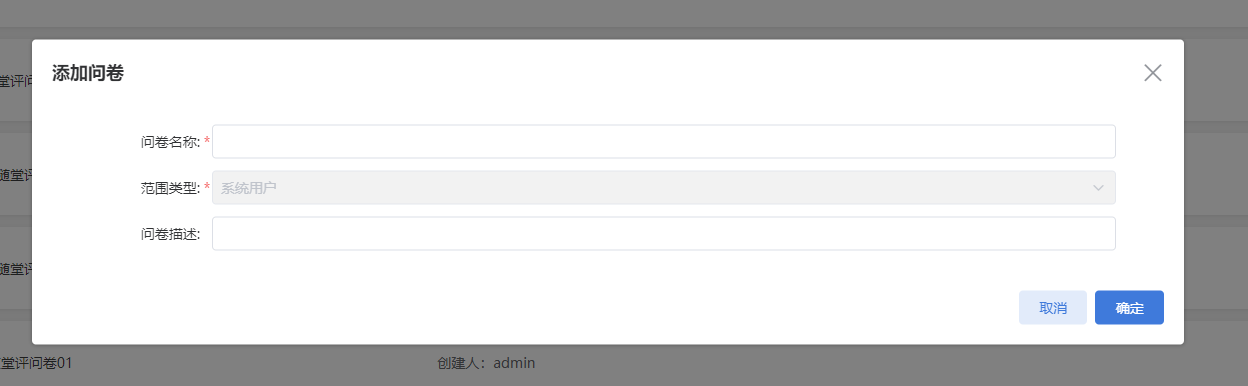 添加问卷
堂评问
问卷名称: *
随堂评
范围类型: *
系统用户
问卷描述:
随堂评
取消
确定
堂评问卷01
创建人：admin